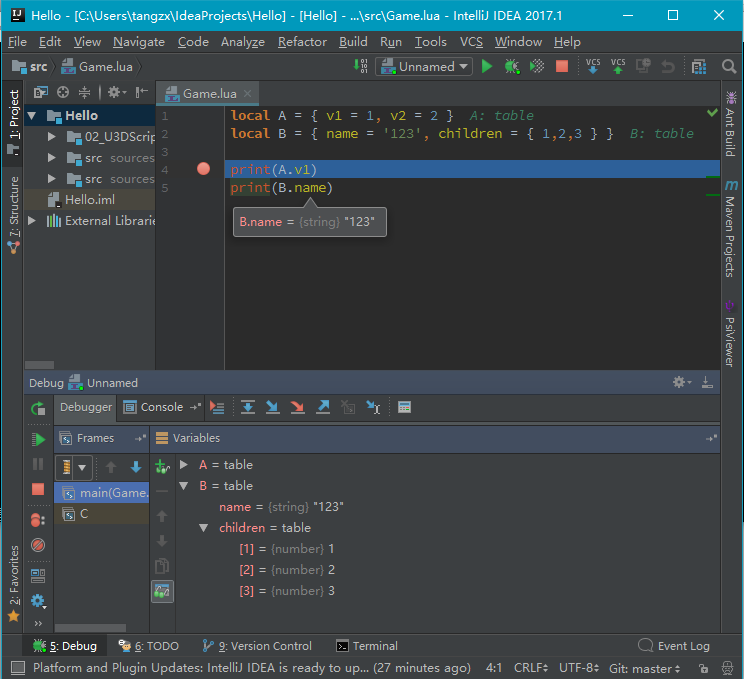 Hello - [C:\Users\tangzx\IdeaProjects\Hello] - [Hello] - ...\src\Game.lua - IntelliJ IDEA 2017.1
File Edit View Navigate Code Analyze Refactor Build Run Tools VCS Window Help
src Game.lua Unnamed VCS VCS
1: Project
7: Structure
2: Favorites
Hello
02_U3DScrip
src sources
src sources
Hello.iml
External Librarie
Game.lua
1 local A = { v1 = 1, v2 = 2 } A: table
2 local B = { name = '123', children = { 1,2,3 } } B: table
3
4 print(A.v1)
5 print(B.name)
B.name = {string} "123"
Ant Build
Maven Projects
PsiViewer
Debug Unnamed
Debugger Console
Frames Variables
main(Game.
C
A = table
B = table
name = {string} "123"
children = table
[1] = {number} 1
[2] = {number} 2
[3] = {number} 3
5: Debug 6: TODO 9: Version Control Terminal Event Log
Platform and Plugin Updates: IntelliJ IDEA is ready to up... (27 minutes ago) 4:1 CRLF UTF-8 Git: master